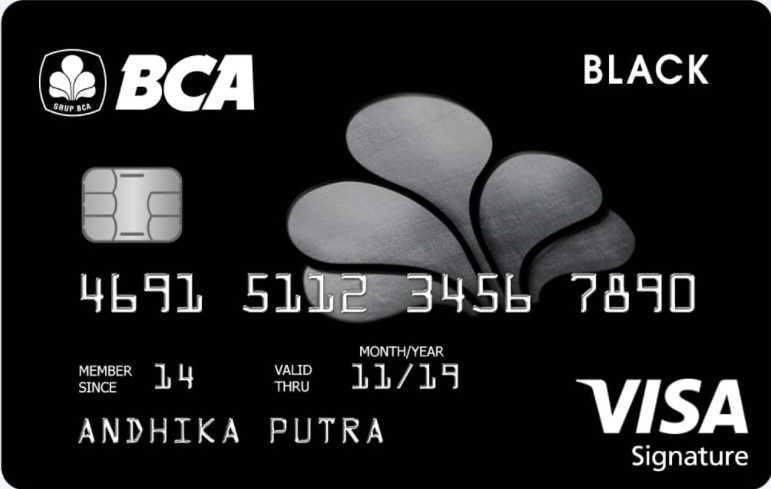 GRUP BCA
BCA
BLACK
4691 5112 3456 7890
MONTH/YEAR
MEMBER SINCE 14 VALID THRU 11/19
ANDHIKA PUTRA
VISA
Signature